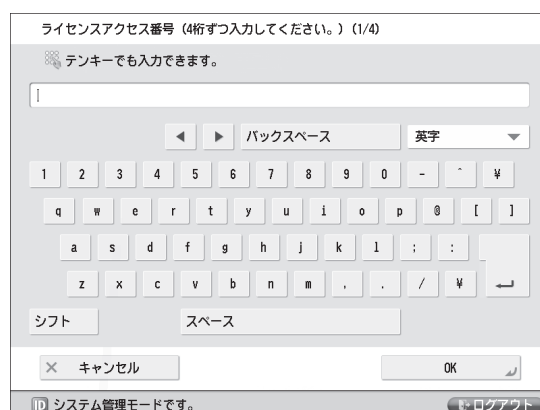 ライセンスアクセス番号 (4桁ずつ入力してください。) (1/4)
テンキーでも入力できます。
◀ ▶ バックスペース 英字 ▼
1 2 3 4 5 6 7 8 9 0 - ^ ¥
q w e r t y u i o p @ [ ]
a s d f g h j k l ; :
z x c v b n m , . / ¥
シフト スペース
× キャンセル OK
ID システム管理モードです。 ログアウト